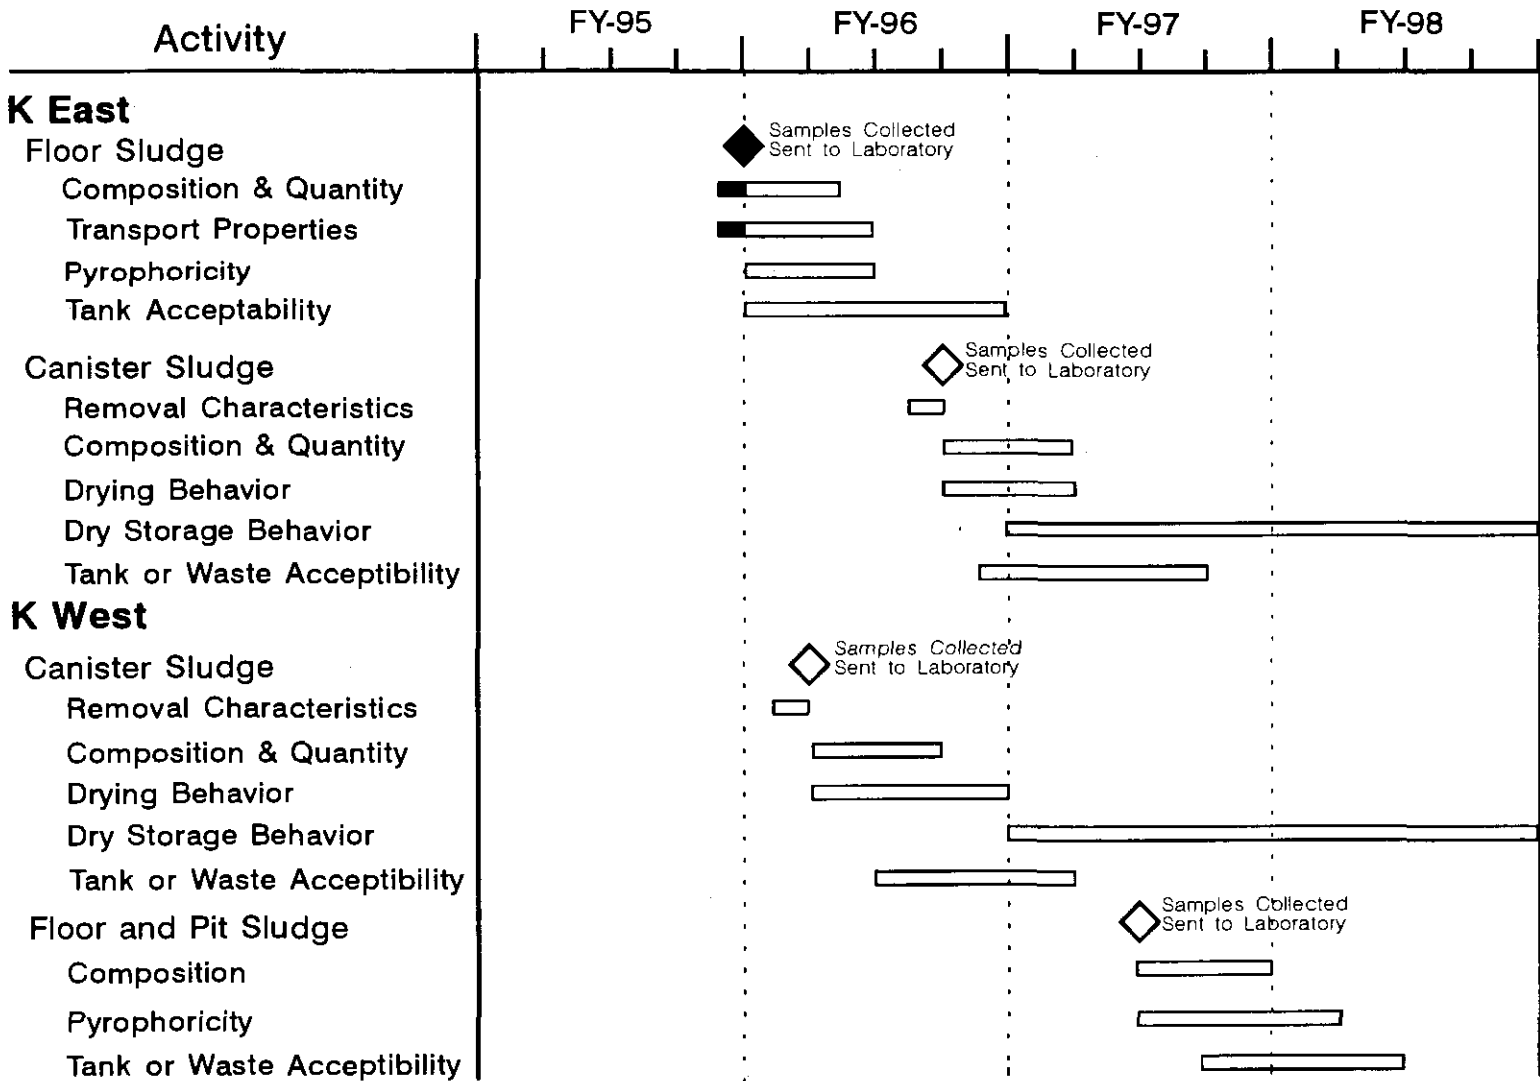 Activity FY-95 FY-96 FY-97 FY-98
K East
Floor Sludge
Samples Collected
Sent to Laboratory
Composition & Quantity
Transport Properties
Pyrophoricity
Tank Acceptability
Canister Sludge
Samples Collected
Sent to Laboratory
Removal Characteristics
Composition & Quantity
Drying Behavior
Dry Storage Behavior
Tank or Waste Acceptibility
K West
Canister Sludge
Samples Collected
Sent to Laboratory
Removal Characteristics
Composition & Quantity
Drying Behavior
Dry Storage Behavior
Tank or Waste Acceptibility
Floor and Pit Sludge
Samples Collected
Sent to Laboratory
Composition
Pyrophoricity
Tank or Waste Acceptibility